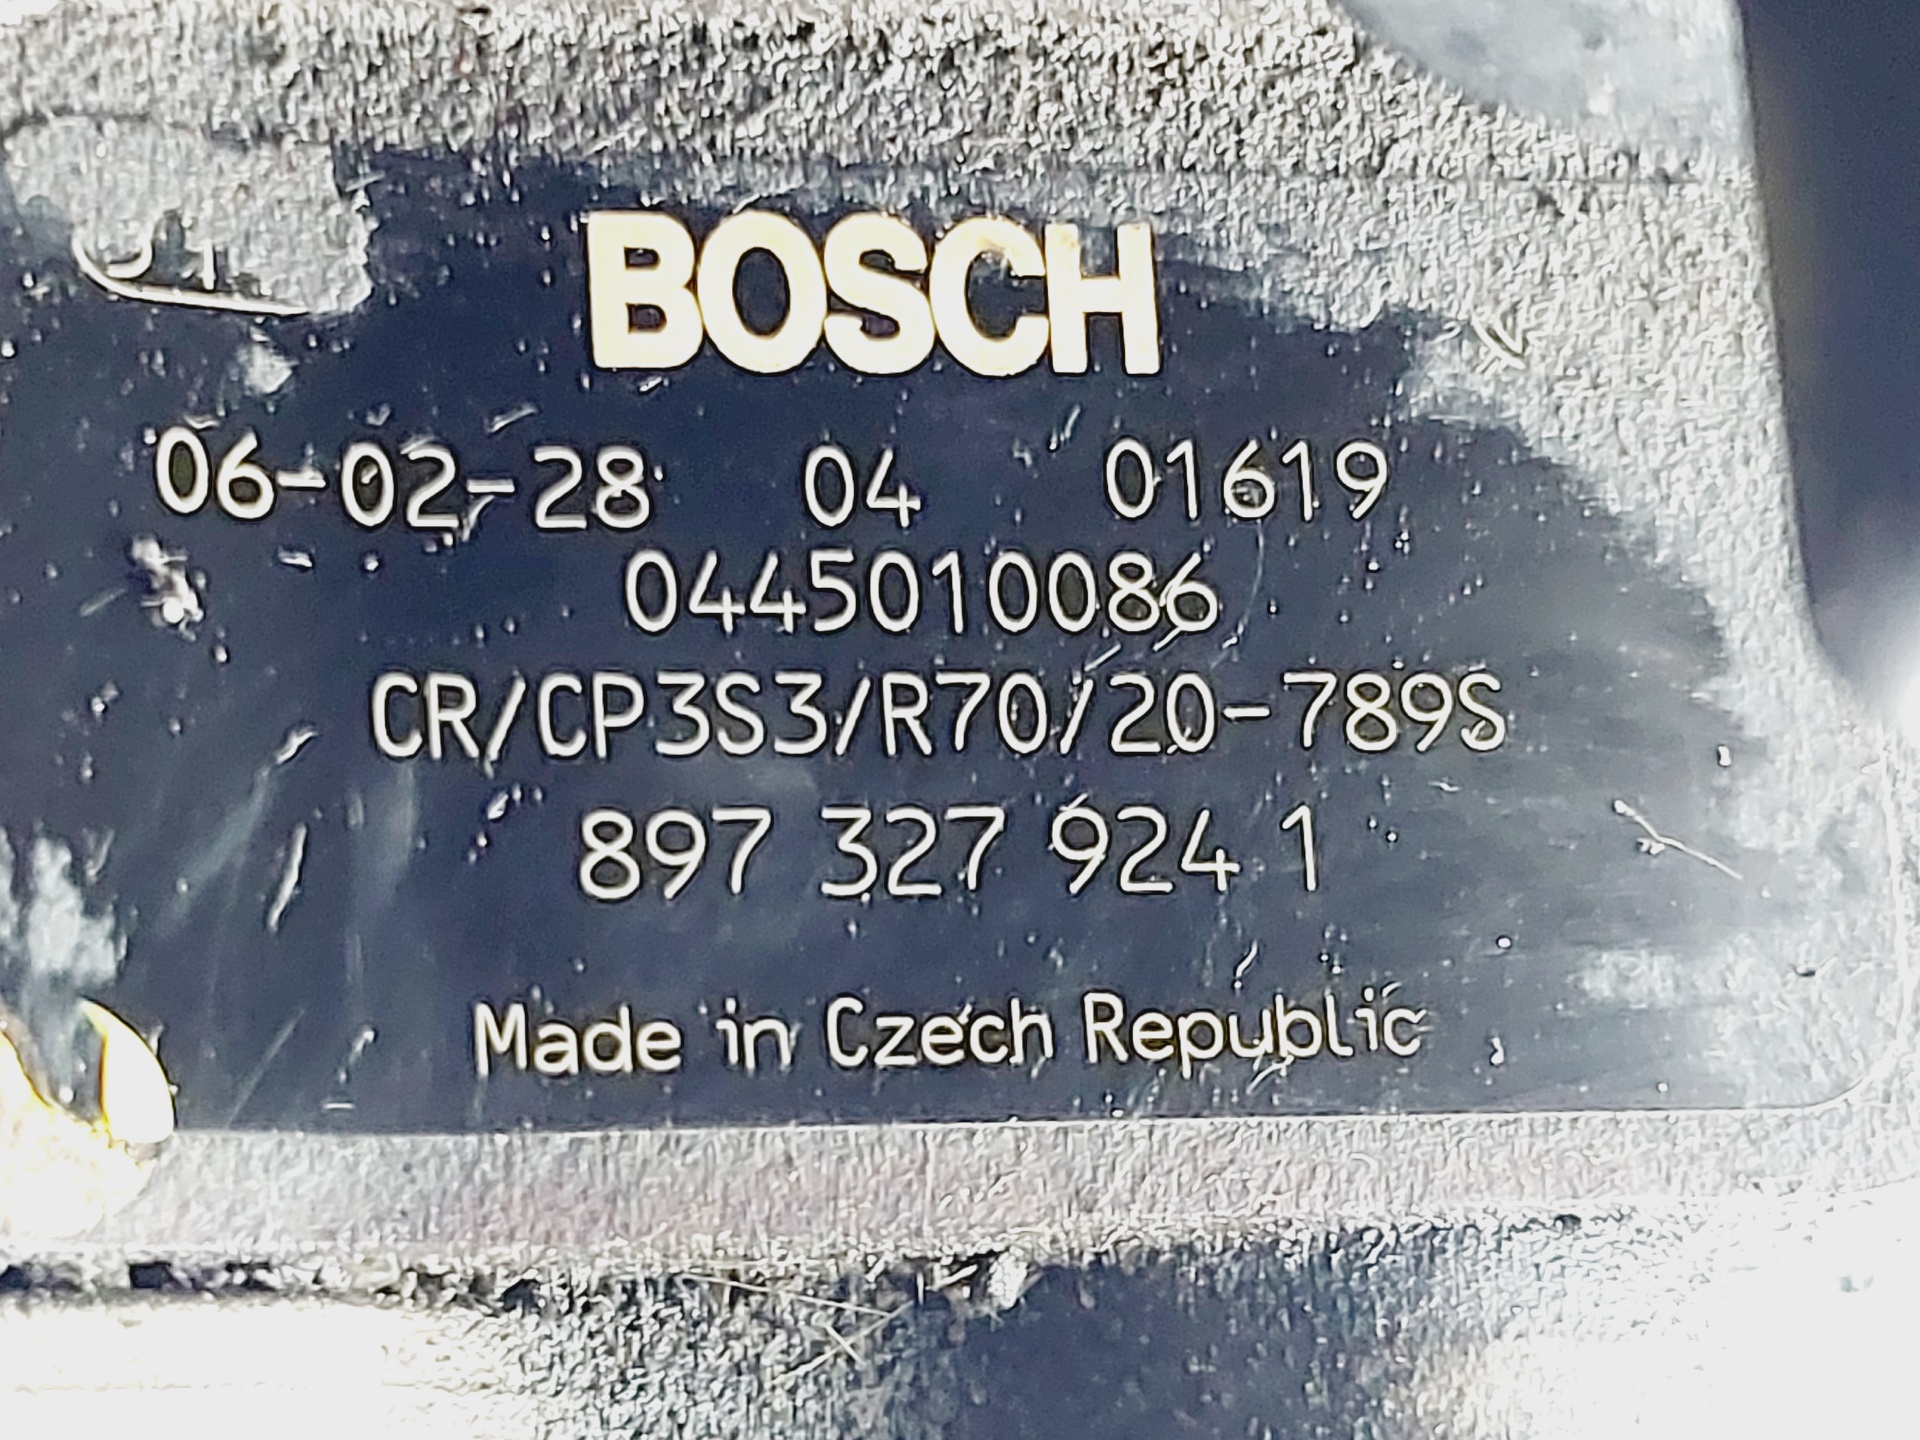 BOSCH
06-02-28 04 01619
0445010086
CR/CP3S3/R70/20-789S
897 327 924 1
Made in Czech Republic